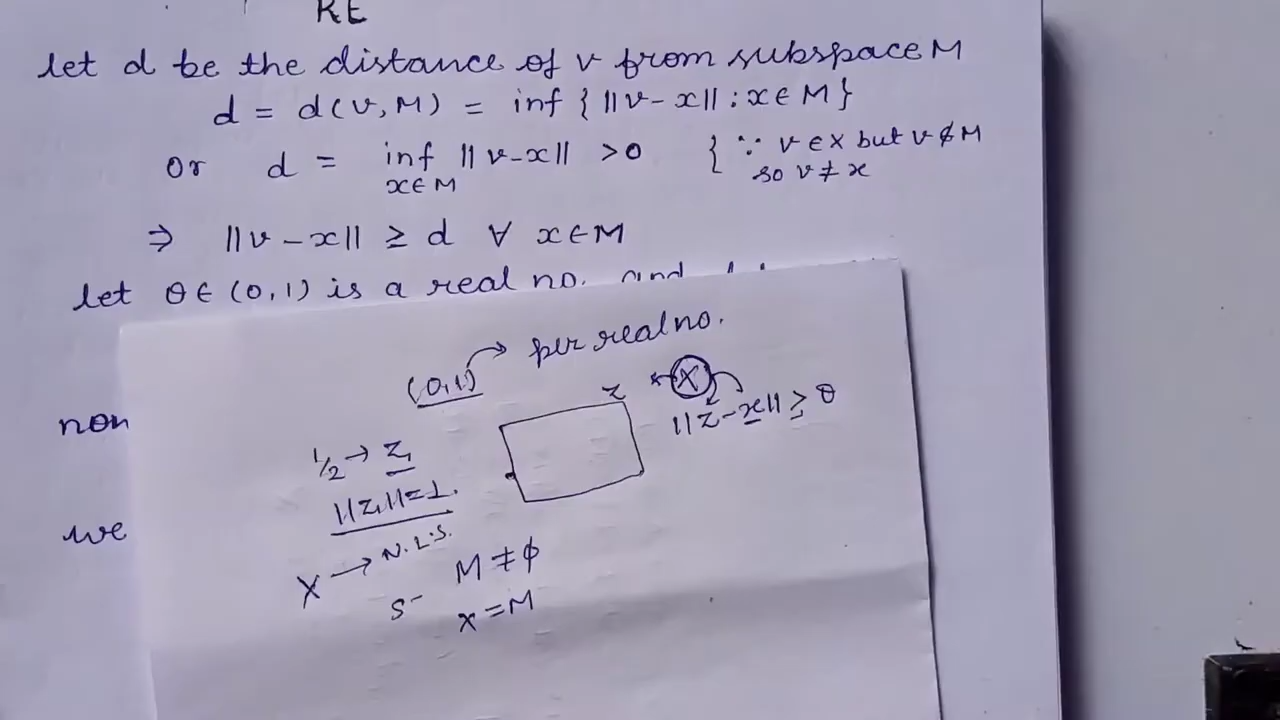 let d be the distance of v from subspace M
d = d(v, M) = inf { ||v-x|| : x ∈ M }
or d = inf ||v-x|| > 0 { ∵ v ∈ X but v ∉ M
x ∈ M so v ≠ x
⇒ ||v-x|| ≥ d ∀ x ∈ M
let θ ∈ (0,1) is a real no. and
(0,1) → per real no.
z X
||z-x|| ≥ θ
non
1/2 → z₁
||z₁|| = 1.
we
X → N.L.S.
M ≠ φ
S-
x = M